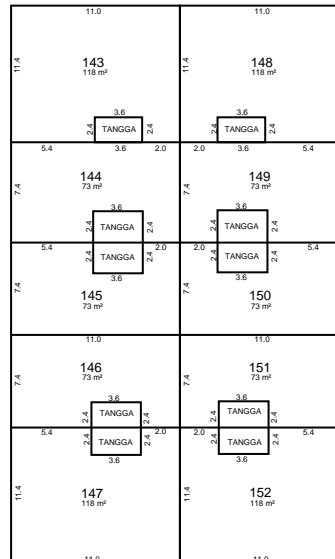 11.0 11.0
11.4 143 11.4 148
118 m² 118 m²
3.6 3.6
2.4 TANGGA 2.4 2.4 TANGGA 2.4
5.4 3.6 2.0 2.0 3.6 5.4
7.4 144 7.4 149
73 m² 73 m²
3.6 3.6
2.4 TANGGA 2.4 2.4 TANGGA 2.4
5.4 2.0 2.0 5.4
2.4 TANGGA 2.4 2.4 TANGGA 2.4
3.6 3.6
7.4 145 7.4 150
73 m² 73 m²
11.0 11.0
7.4 146 7.4 151
73 m² 73 m²
3.6 3.6
2.4 TANGGA 2.4 2.4 TANGGA 2.4
5.4 2.0 2.0 5.4
2.4 TANGGA 2.4 2.4 TANGGA 2.4
3.6 3.6
11.4 147 11.4 152
118 m² 118 m²
11.0 11.0